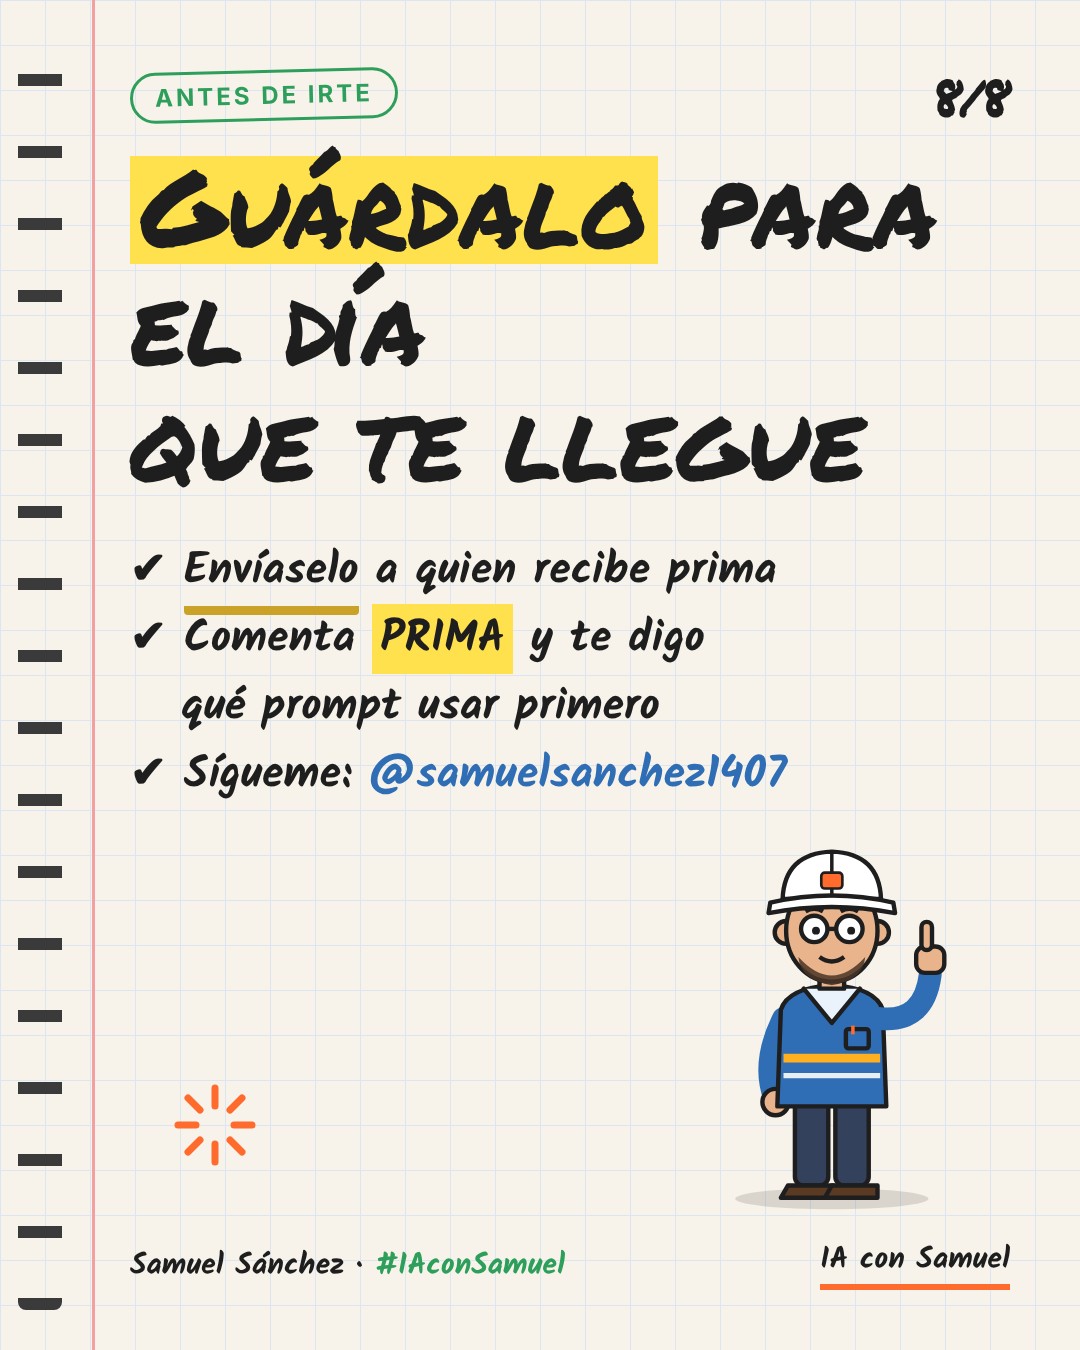 ANTES DE IRTE
8/8
GUÁRDALO PARA
EL DÍA
QUE TE LLEGUE
✔ Envíaselo a quien recibe prima
✔ Comenta PRIMA y te digo
qué prompt usar primero
✔ Sígueme: @samuelsanchez1407
Samuel Sánchez · #IAconSamuel
IA con Samuel